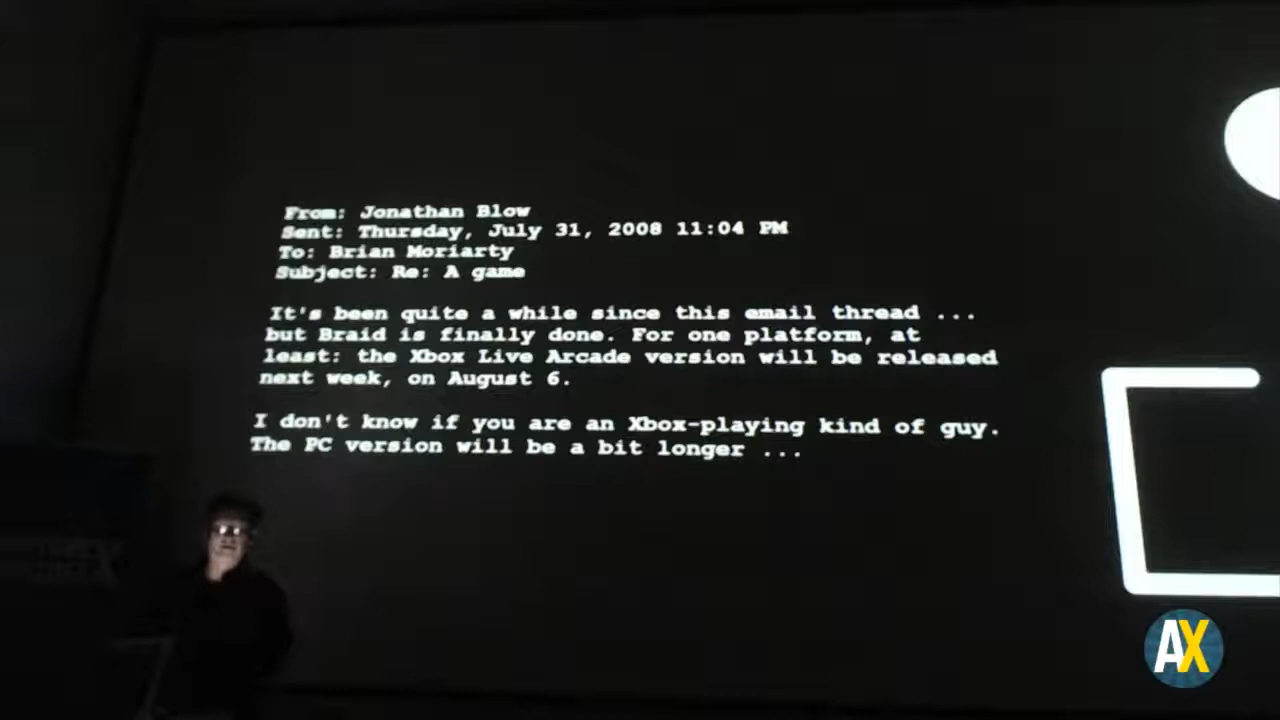 From: Jonathan Blow
Sent: Thursday, July 31, 2008 11:04 PM
To: Brian Moriarty
Subject: Re: A game
It's been quite a while since this email thread ...
but Braid is finally done. For one platform, at
least: the Xbox Live Arcade version will be released
next week, on August 6.
I don't know if you are an Xbox-playing kind of guy.
The PC version will be a bit longer ...
AX